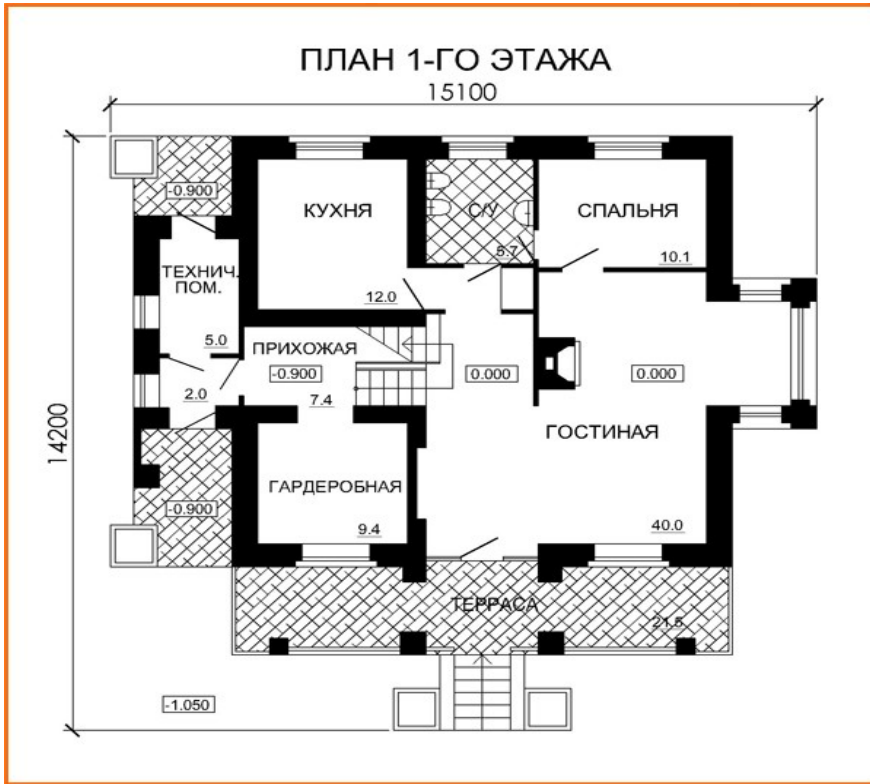 ПЛАН 1-ГО ЭТАЖА
15100
14200
-0.900
КУХНЯ
12.0
С/У
5.7
СПАЛЬНЯ
10.1
ТЕХНИЧ.
ПОМ.
5.0
ПРИХОЖАЯ
-0.900
7.4
0.000
0.000
2.0
ГОСТИНАЯ
40.0
ГАРДЕРОБНАЯ
9.4
-0.900
ТЕРРАСА
21.5
-1.050